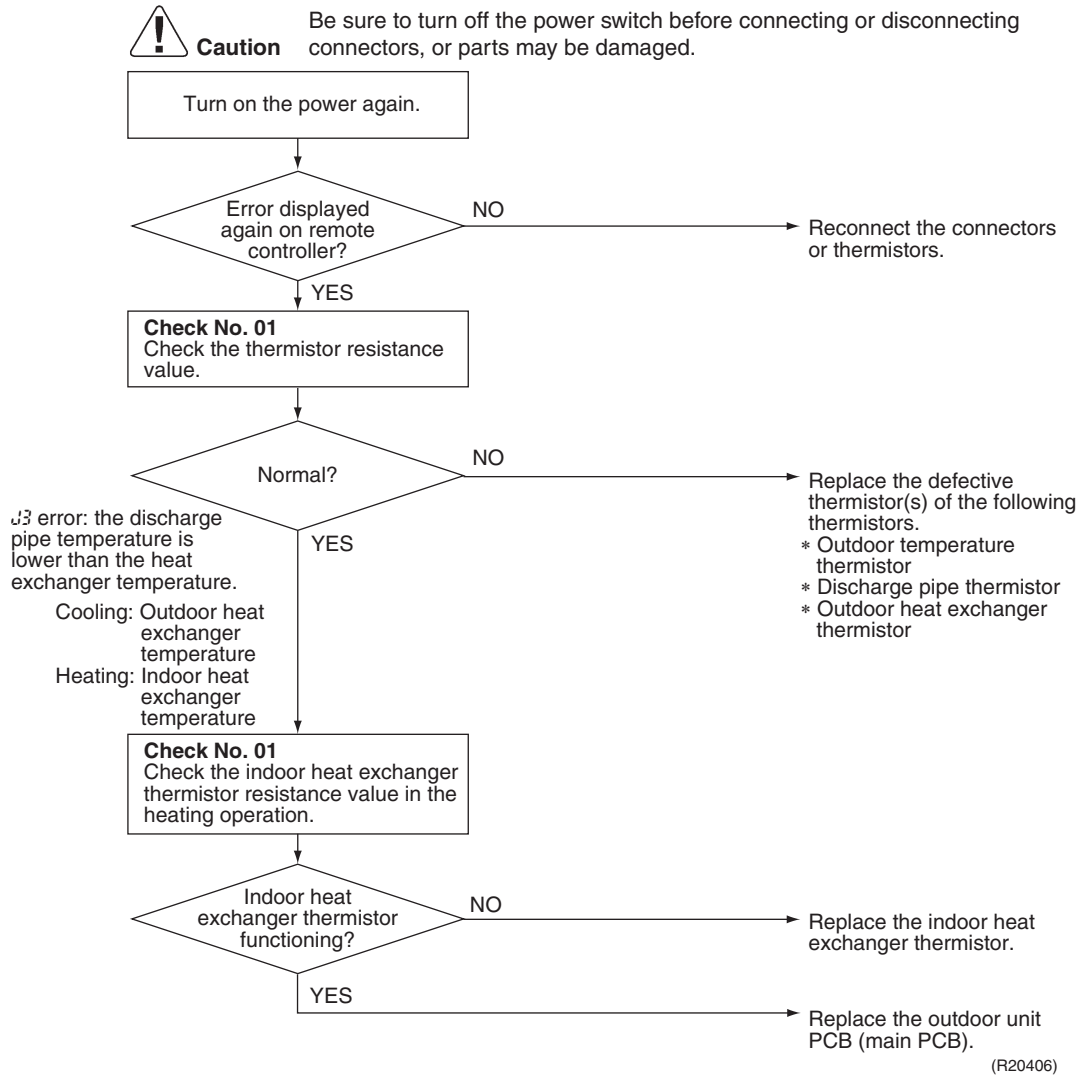 Be sure to turn off the power switch before connecting or disconnecting
Caution connectors, or parts may be damaged.
Turn on the power again.
Error displayed
again on remote
controller?
NO
Reconnect the connectors
or thermistors.
YES
Check No. 01
Check the thermistor resistance
value.
Normal?
NO
Replace the defective
thermistor(s) of the following
thermistors.
* Outdoor temperature
thermistor
* Discharge pipe thermistor
* Outdoor heat exchanger
thermistor
YES
J3 error: the discharge
pipe temperature is
lower than the heat
exchanger temperature.
Cooling: Outdoor heat
exchanger
temperature
Heating: Indoor heat
exchanger
temperature
Check No. 01
Check the indoor heat exchanger
thermistor resistance value in the
heating operation.
Indoor heat
exchanger thermistor
functioning?
NO
Replace the indoor heat
exchanger thermistor.
YES
Replace the outdoor unit
PCB (main PCB).
(R20406)